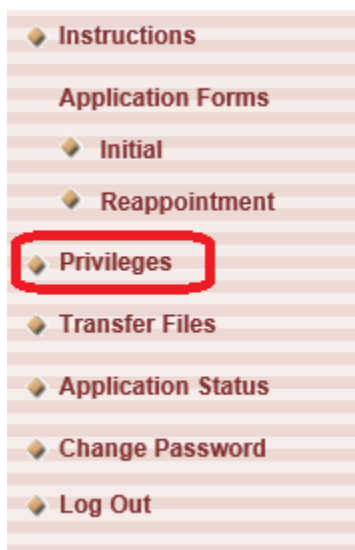 Instructions
Application Forms
Initial
Reappointment
Privileges
Transfer Files
Application Status
Change Password
Log Out